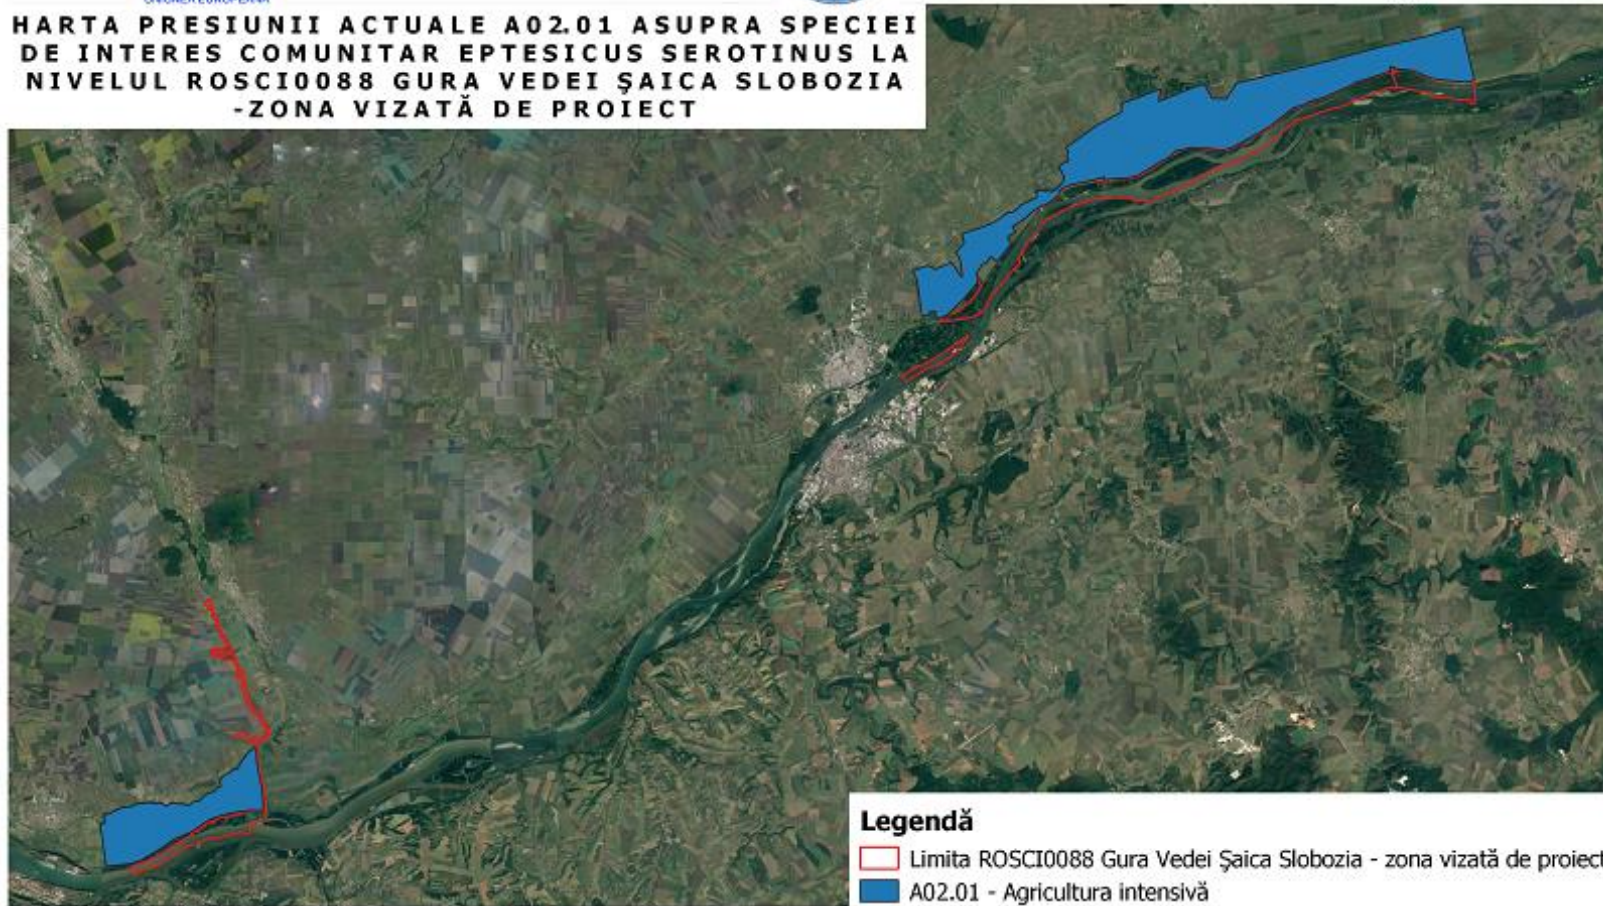 UNIUNEA EUROPEANĂ
HARTA PRESIUNII ACTUALE A02.01 ASUPRA SPECIEI
DE INTERES COMUNITAR EPTESICUS SEROTINUS LA
NIVELUL ROSCI0088 GURA VEDEI ŞAICA SLOBOZIA
-ZONA VIZATĂ DE PROIECT
Legendă
Limita ROSCI0088 Gura Vedei Şaica Slobozia - zona vizată de proiect
A02.01 - Agricultura intensivă